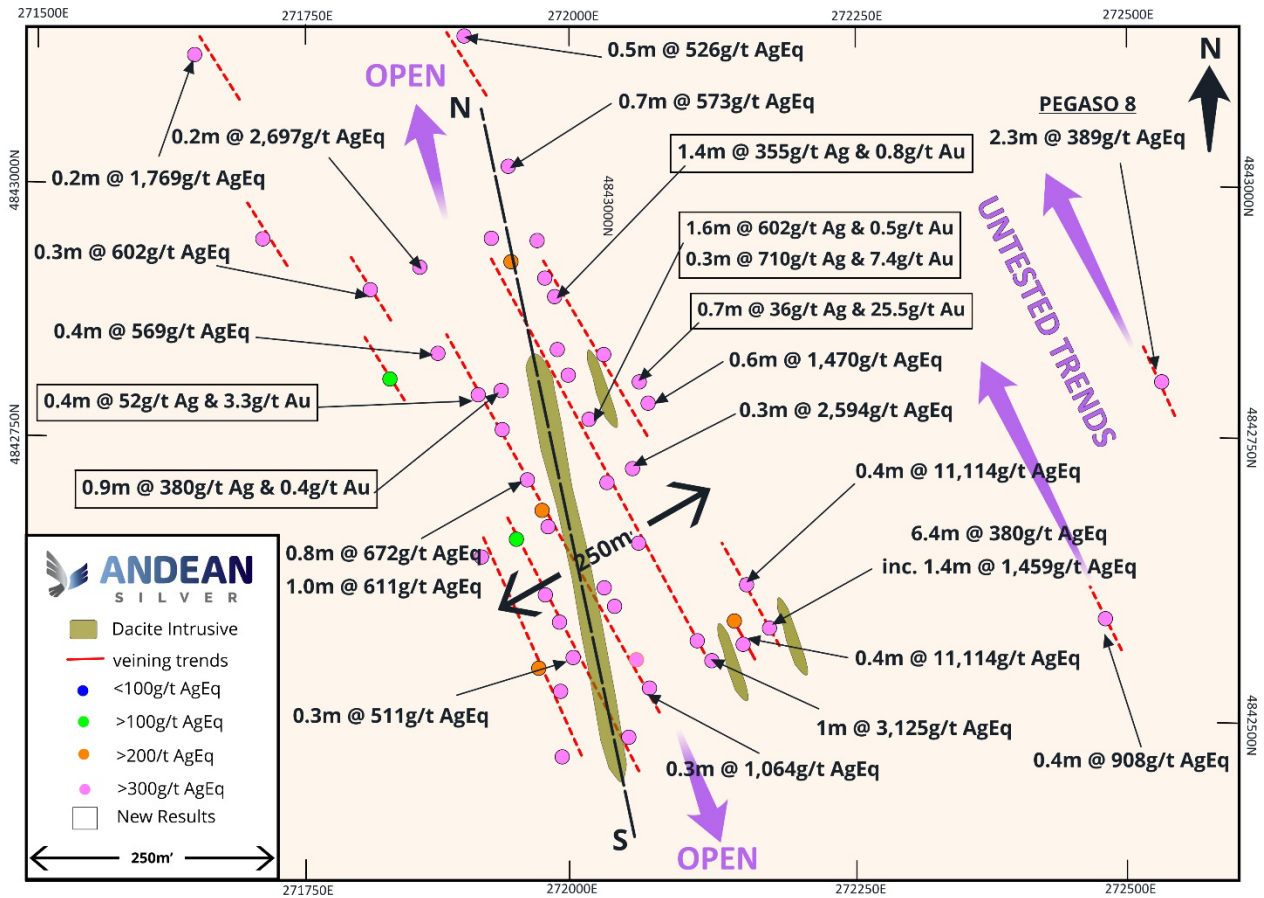 271500E
271750E
272000E
272250E
272500E
0.5m @ 526g/t AgEq
N
OPEN
N
0.7m @ 573g/t AgEq
PEGASO 8
2.3m @ 389g/t AgEq
0.2m @ 2,697g/t AgEq
1.4m @ 355g/t Ag & 0.8g/t Au
0.2m @ 1,769g/t AgEq
4843000N
4843000N
4843000N
1.6m @ 602g/t Ag & 0.5g/t Au
0.3m @ 710g/t Ag & 7.4g/t Au
UNTESTED TRENDS
0.3m @ 602g/t AgEq
0.7m @ 36g/t Ag & 25.5g/t Au
0.4m @ 569g/t AgEq
0.6m @ 1,470g/t AgEq
0.4m @ 52g/t Ag & 3.3g/t Au
0.3m @ 2,594g/t AgEq
4842750N
4842750N
0.4m @ 11,114g/t AgEq
0.9m @ 380g/t Ag & 0.4g/t Au
6.4m @ 380g/t AgEq
inc. 1.4m @ 1,459g/t AgEq
250m
0.8m @ 672g/t AgEq
1.0m @ 611g/t AgEq
0.4m @ 11,114g/t AgEq
0.3m @ 511g/t AgEq
1m @ 3,125g/t AgEq
4842500N
0.3m @ 1,064g/t AgEq
0.4m @ 908g/t AgEq
S
OPEN
ANDEAN
SILVER
Dacite Intrusive
veining trends
<100g/t AgEq
>100g/t AgEq
>200/t AgEq
>300g/t AgEq
New Results
250m'
271750E
272000E
272250E
272500E